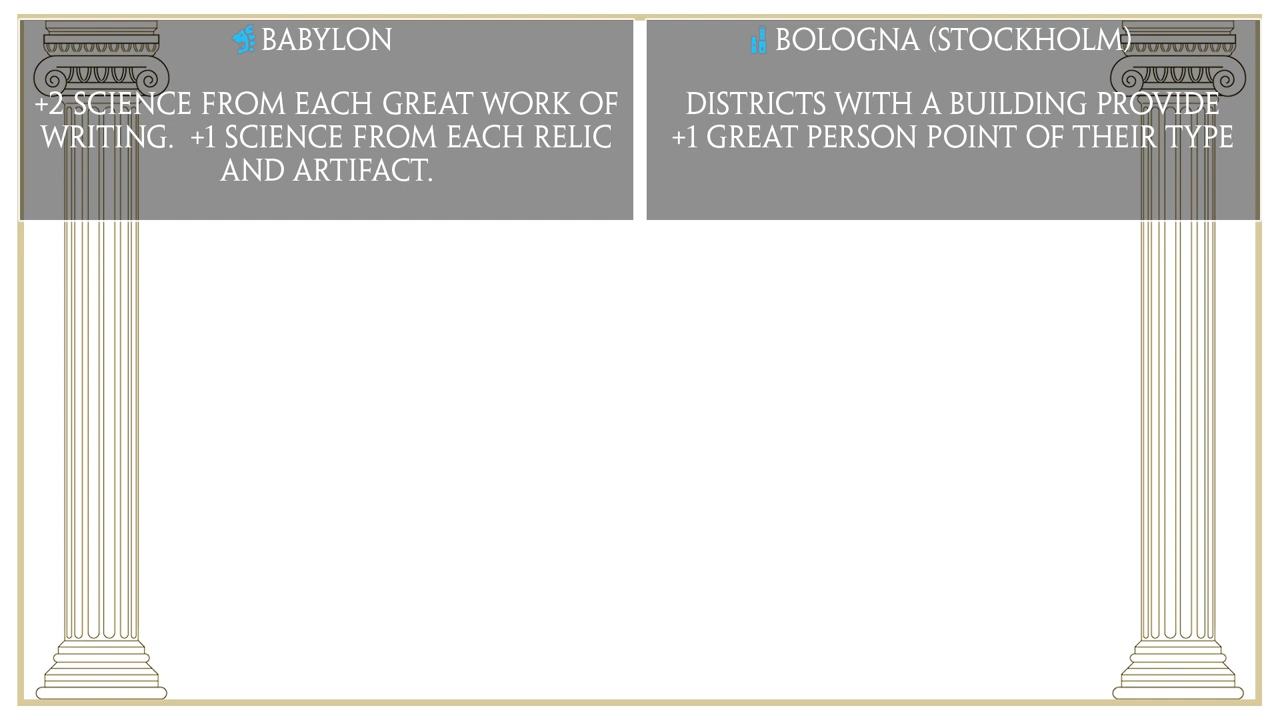 BABYLON
+2 SCIENCE FROM EACH GREAT WORK OF
WRITING. +1 SCIENCE FROM EACH RELIC
AND ARTIFACT.
BOLOGNA (STOCKHOLM)
DISTRICTS WITH A BUILDING PROVIDE
+1 GREAT PERSON POINT OF THEIR TYPE